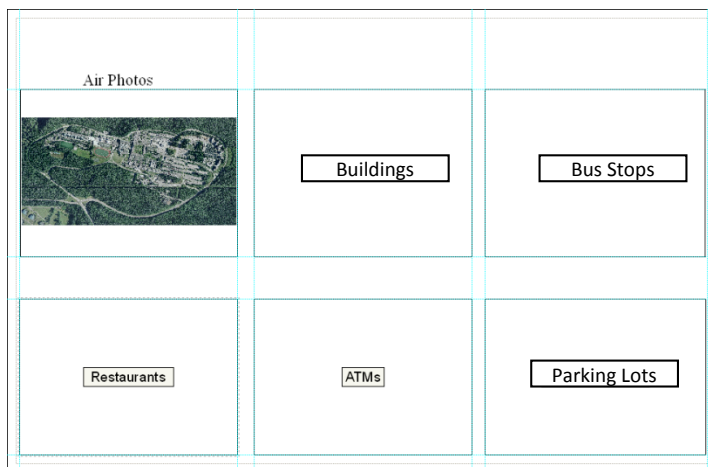 Air Photos
Buildings
Bus Stops
Restaurants
ATMs
Parking Lots